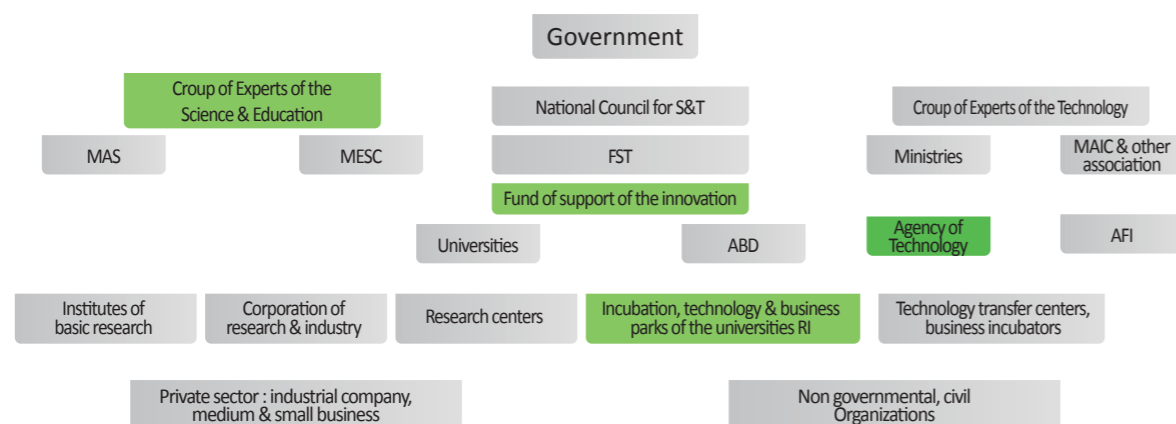 Government
Croup of Experts of the
Science & Education
National Council for S&T
Croup of Experts of the Technology
MAS
MESC
FST
Ministries
MAIC & other
association
Fund of support of the innovation
Universities
ABD
Agency of
Technology
AFI
Institutes of
basic research
Corporation of
research & industry
Research centers
Incubation, technology & business
parks of the universities RI
Technology transfer centers,
business incubators
Private sector : industrial company,
medium & small business
Non governmental, civil
Organizations